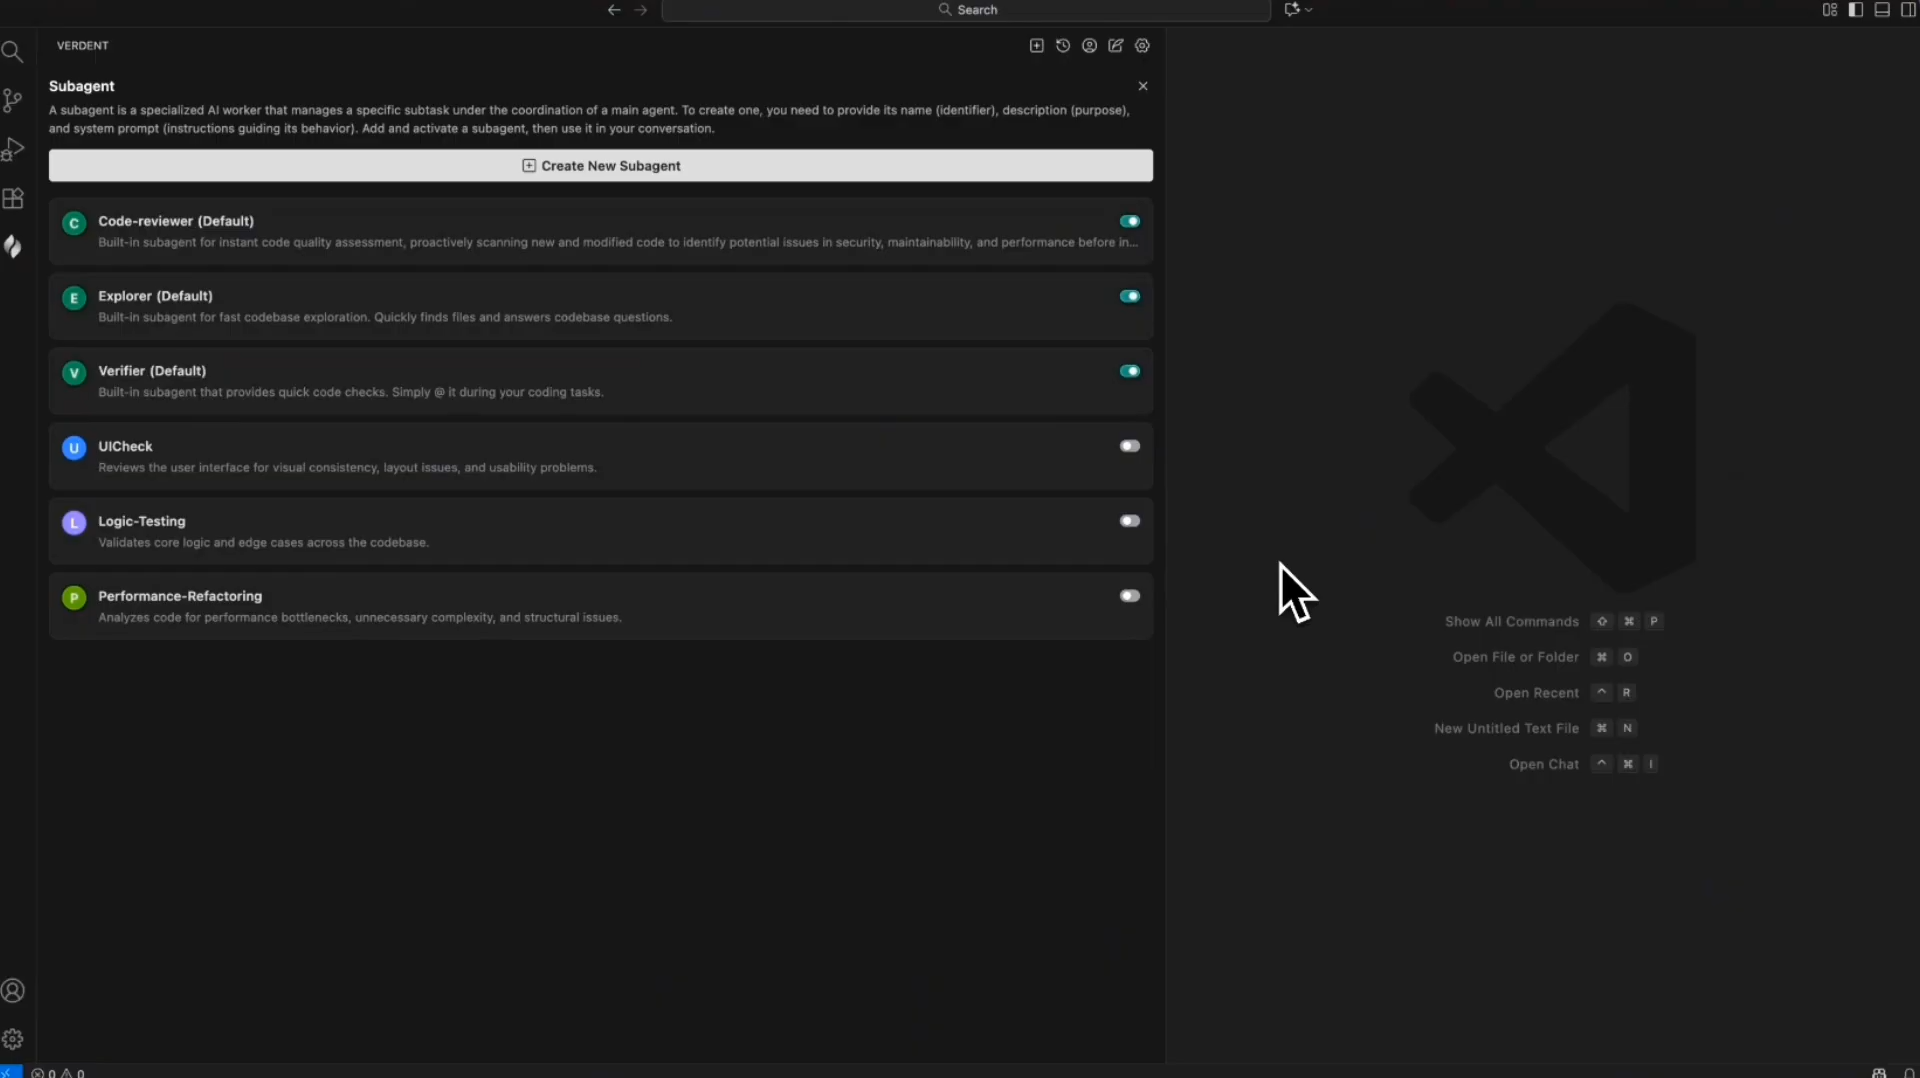 Search
VERDENT
Subagent
A subagent is a specialized AI worker that manages a specific subtask under the coordination of a main agent. To create one, you need to provide its name (identifier), description (purpose),
and system prompt (instructions guiding its behavior). Add and activate a subagent, then use it in your conversation.
Create New Subagent
C
Code-reviewer (Default)
Built-in subagent for instant code quality assessment, proactively scanning new and modified code to identify potential issues in security, maintainability, and performance before in...
E
Explorer (Default)
Built-in subagent for fast codebase exploration. Quickly finds files and answers codebase questions.
V
Verifier (Default)
Built-in subagent that provides quick code checks. Simply @ it during your coding tasks.
U
UICheck
Reviews the user interface for visual consistency, layout issues, and usability problems.
L
Logic-Testing
Validates core logic and edge cases across the codebase.
P
Performance-Refactoring
Analyzes code for performance bottlenecks, unnecessary complexity, and structural issues.
Show All Commands ⇧ ⌘ P
Open File or Folder ⌘ O
Open Recent ^ R
New Untitled Text File ⌘ N
Open Chat ^ ⌘ I
0 0